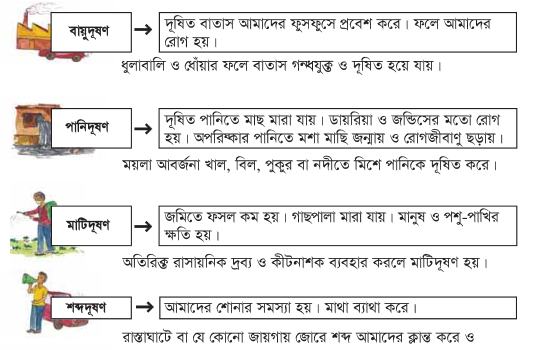 বায়ুদূষণ
দূষিত বাতাস আমাদের ফুসফুসে প্রবেশ করে। ফলে আমাদের
রোগ হয়।
ধুলাবালি ও ধোঁয়ার ফলে বাতাস গন্ধযুক্ত ও দূষিত হয়ে যায়।
পানিদূষণ
দূষিত পানিতে মাছ মারা যায়। ডায়রিয়া ও জন্ডিসের মতো রোগ
হয়। অপরিষ্কার পানিতে মশা মাছি জন্মায় ও রোগজীবাণু ছড়ায়।
ময়লা আবর্জনা খাল, বিল, পুকুর বা নদীতে মিশে পানিকে দূষিত করে।
মাটিদূষণ
জমিতে ফসল কম হয়। গাছপালা মারা যায়। মানুষ ও পশু-পাখির
ক্ষতি হয়।
অতিরিক্ত রাসায়নিক দ্রব্য ও কীটনাশক ব্যবহার করলে মাটিদূষণ হয়।
শব্দদূষণ
আমাদের শোনার সমস্যা হয়। মাথা ব্যাথা করে।
রাস্তাঘাটে বা যে কোনো জায়গায় জোরে শব্দ আমাদের ক্লান্ত করে ও